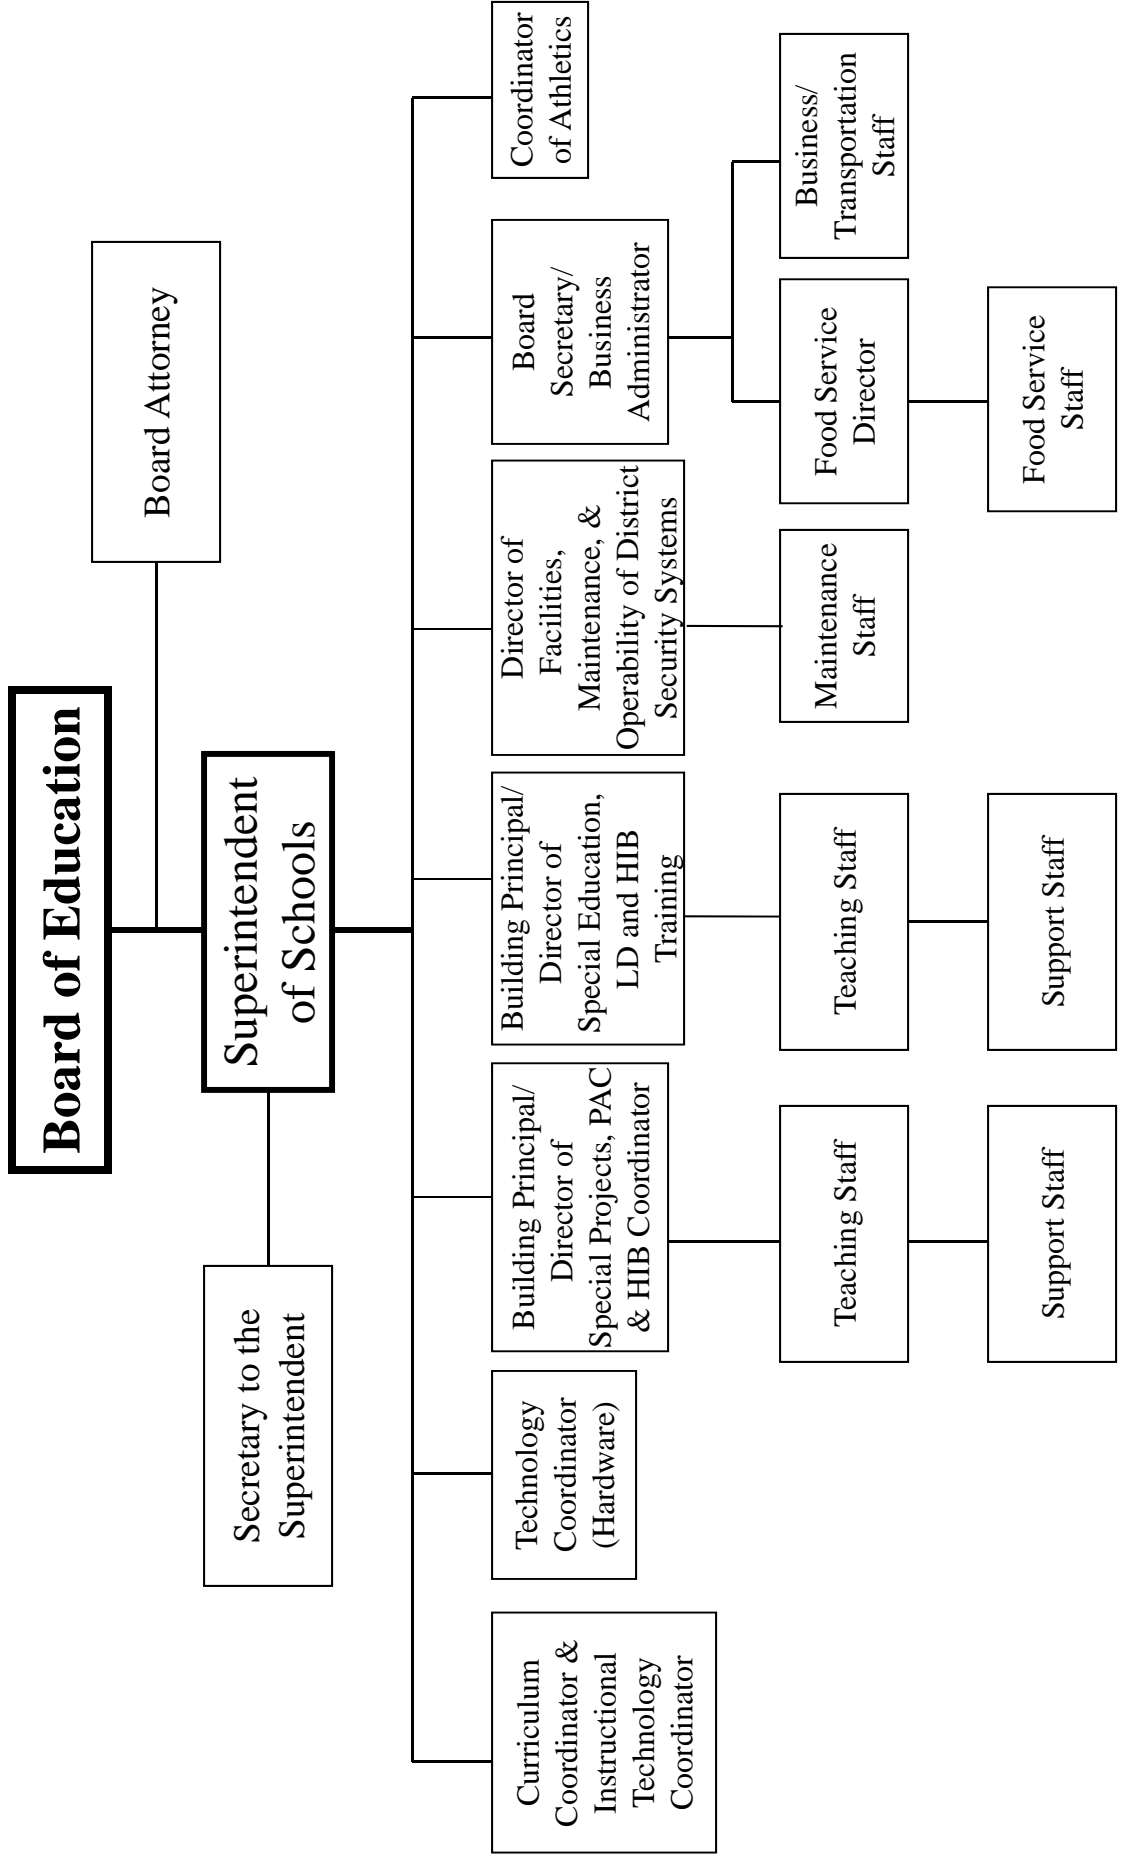 Board of Education
Board Attorney
Superintendent
of Schools
Secretary to the
Superintendent
Curriculum
Coordinator &
Instructional
Technology
Coordinator
Technology
Coordinator
(Hardware)
Building Principal/
Director of
Special Projects, PAC
& HIB Coordinator
Building Principal/
Director of
Special Education,
LD and HIB
Training
Director of
Facilities,
Maintenance, &
Operability of District
Security Systems
Board
Secretary/
Business
Administrator
Coordinator
of Athletics
Teaching Staff
Teaching Staff
Maintenance
Staff
Food Service
Director
Business/
Transportation
Staff
Support Staff
Support Staff
Food Service
Staff